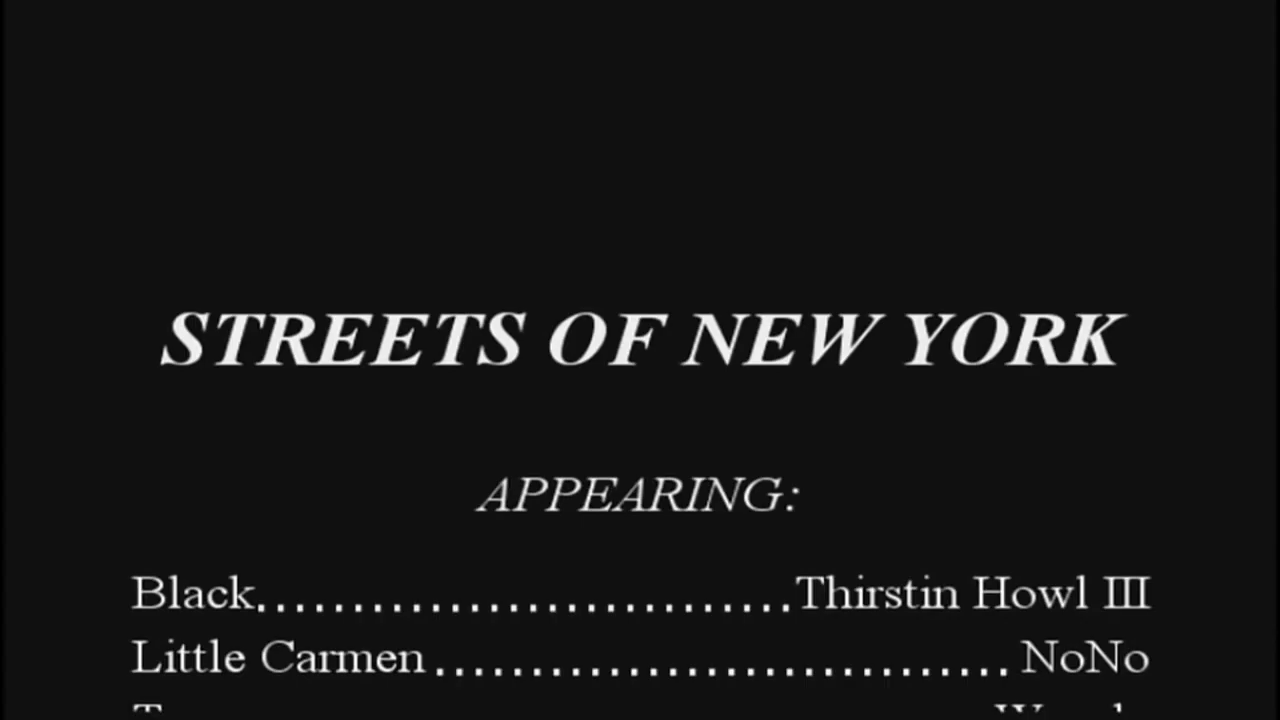 STREETS OF NEW YORK
APPEARING:
Black..................................Thirstin Howl III
Little Carmen .................................... NoNo